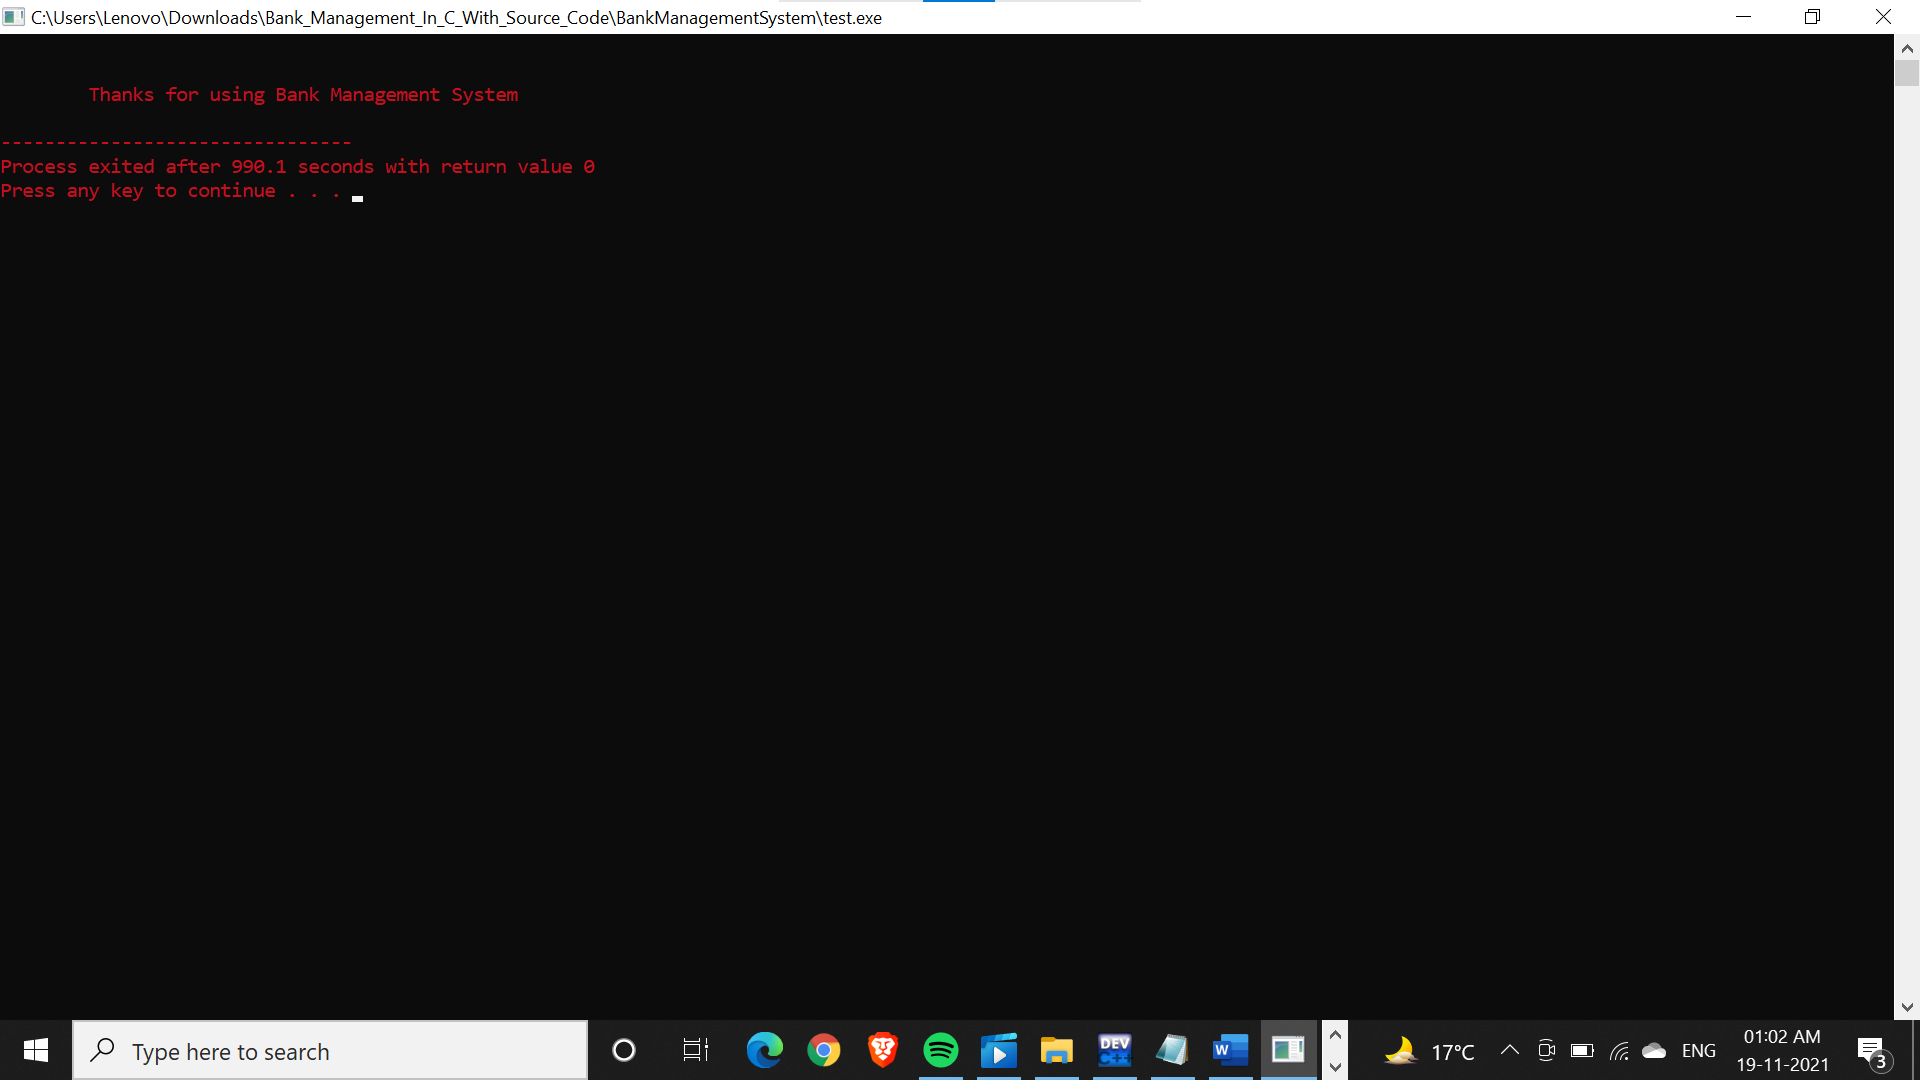 C:\Users\Lenovo\Downloads\Bank_Management_In_C_With_Source_Code\BankManagementSystem\test.exe
Thanks for using Bank Management System
--------------------------------
Process exited after 990.1 seconds with return value 0
Press any key to continue . . .
Type here to search
DEV
C++
W
17°C
ENG
01:02 AM
19-11-2021
3